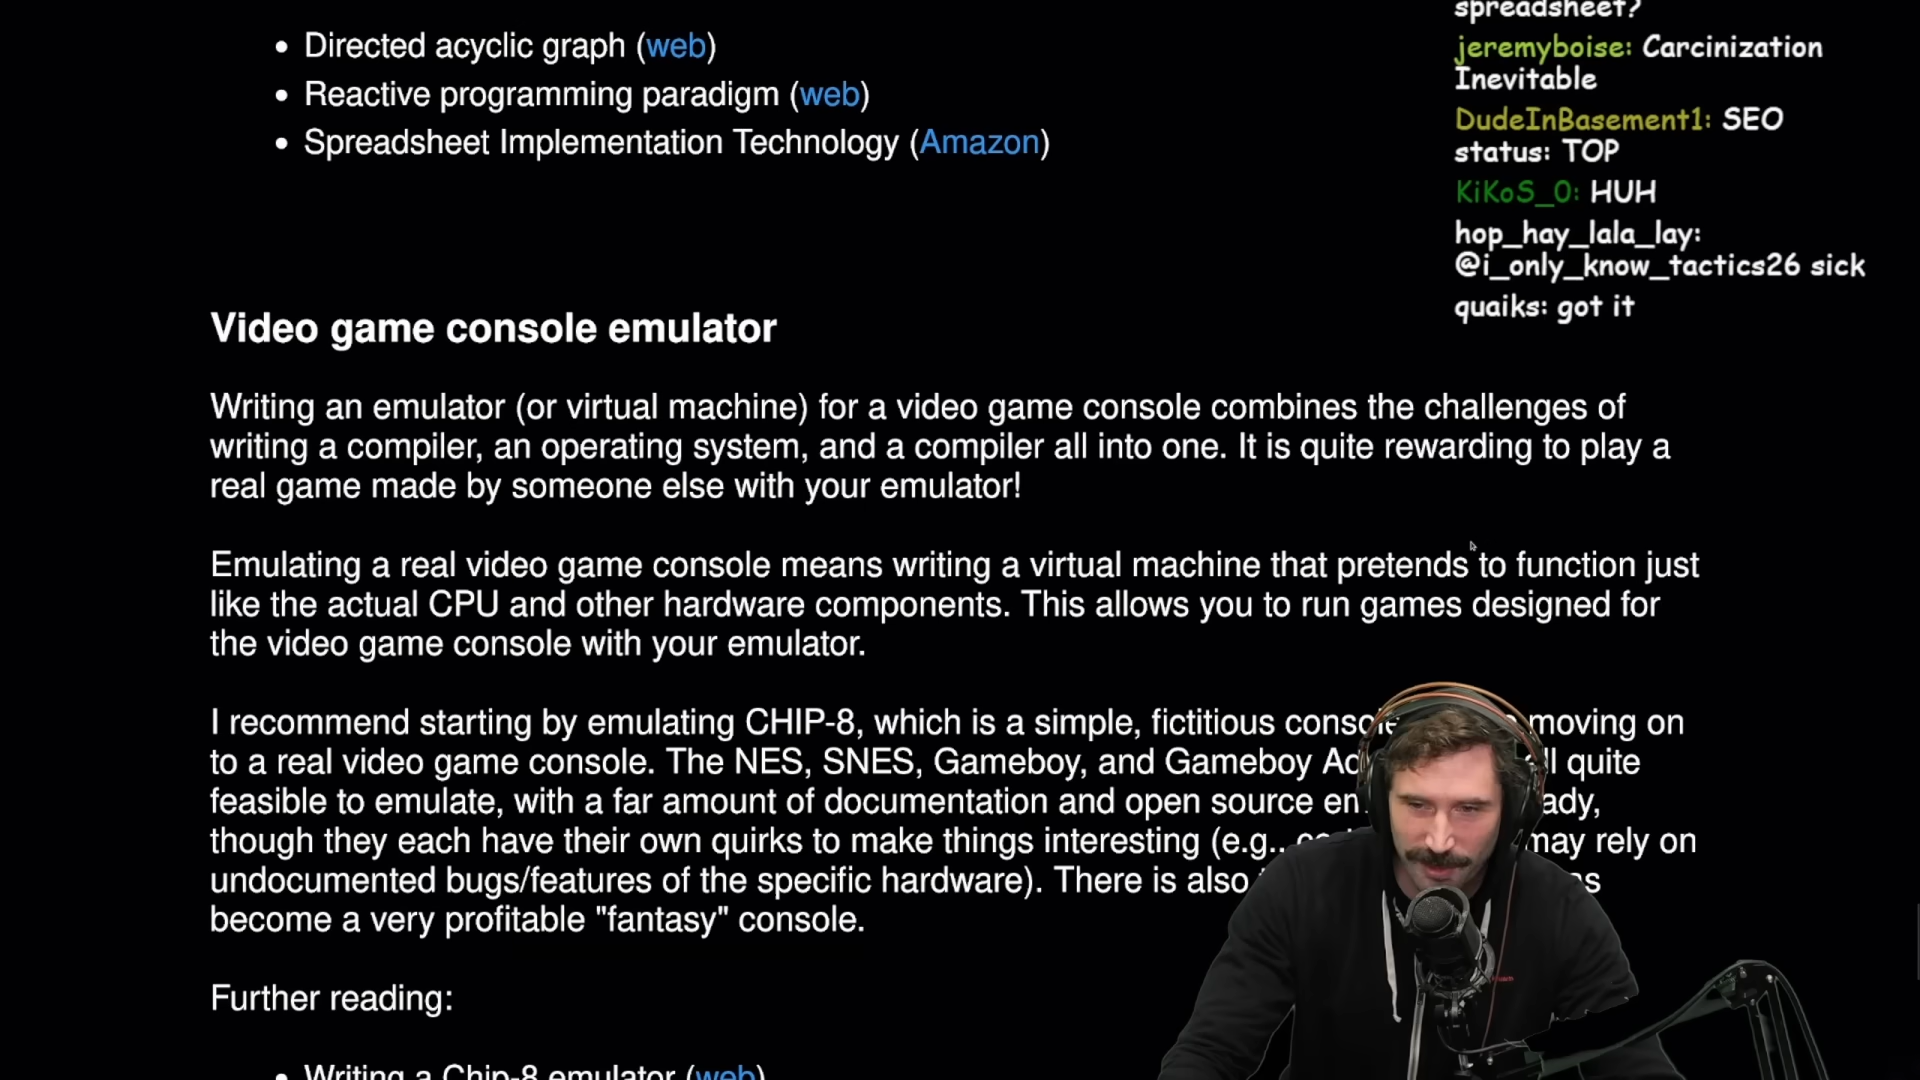 • Directed acyclic graph (web)
• Reactive programming paradigm (web)
• Spreadsheet Implementation Technology (Amazon)
Video game console emulator
Writing an emulator (or virtual machine) for a video game console combines the challenges of
writing a compiler, an operating system, and a compiler all into one. It is quite rewarding to play a
real game made by someone else with your emulator!
Emulating a real video game console means writing a virtual machine that pretends to function just
like the actual CPU and other hardware components. This allows you to run games designed for
the video game console with your emulator.
I recommend starting by emulating CHIP-8, which is a simple, fictitious console moving on
to a real video game console. The NES, SNES, Gameboy, and Gameboy quite
feasible to emulate, with a far amount of documentation and open source
though they each have their own quirks to make things interesting (e.g., may rely on
undocumented bugs/features of the specific hardware). There is also
become a very profitable "fantasy" console.
Further reading:
• Writing a Chip-8 emulator (web)
spreadsheet?
jeremyboise: Carcinization
Inevitable
DudeInBasement1: SEO
status: TOP
KiKoS_0: HUH
hop_hay_lala_lay:
@i_only_know_tactics26 sick
quaiks: got it